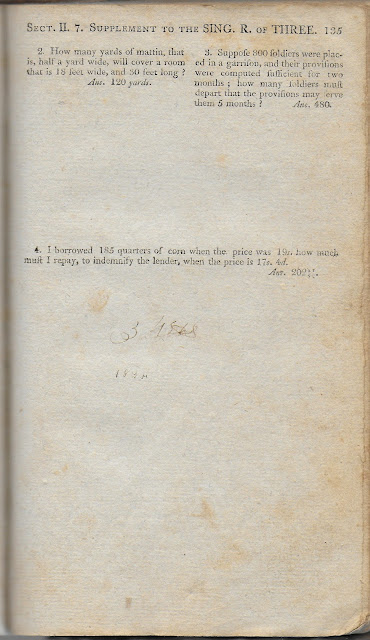 SECT. II. 7. SUPPLEMENT TO THE SING. R. OF THREE. 135
2. How many yards of mattin, that
is, half a yard wide, will cover a room
that is 18 feet wide, and 30 feet long ?
Ans. 120 yards.
3. Suppoſe 800 ſoldiers were plac-
ed in a garriſon, and their proviſions
were computed ſufficient for two
months ; how many ſoldiers muſt
depart that the proviſions may ſerve
them 5 months ? Ans. 480.
4. I borrowed 185 quarters of corn when the price was 19s. how much
muſt I repay, to indemnify the lender, when the price is 17s. 4d.
Ans. 202